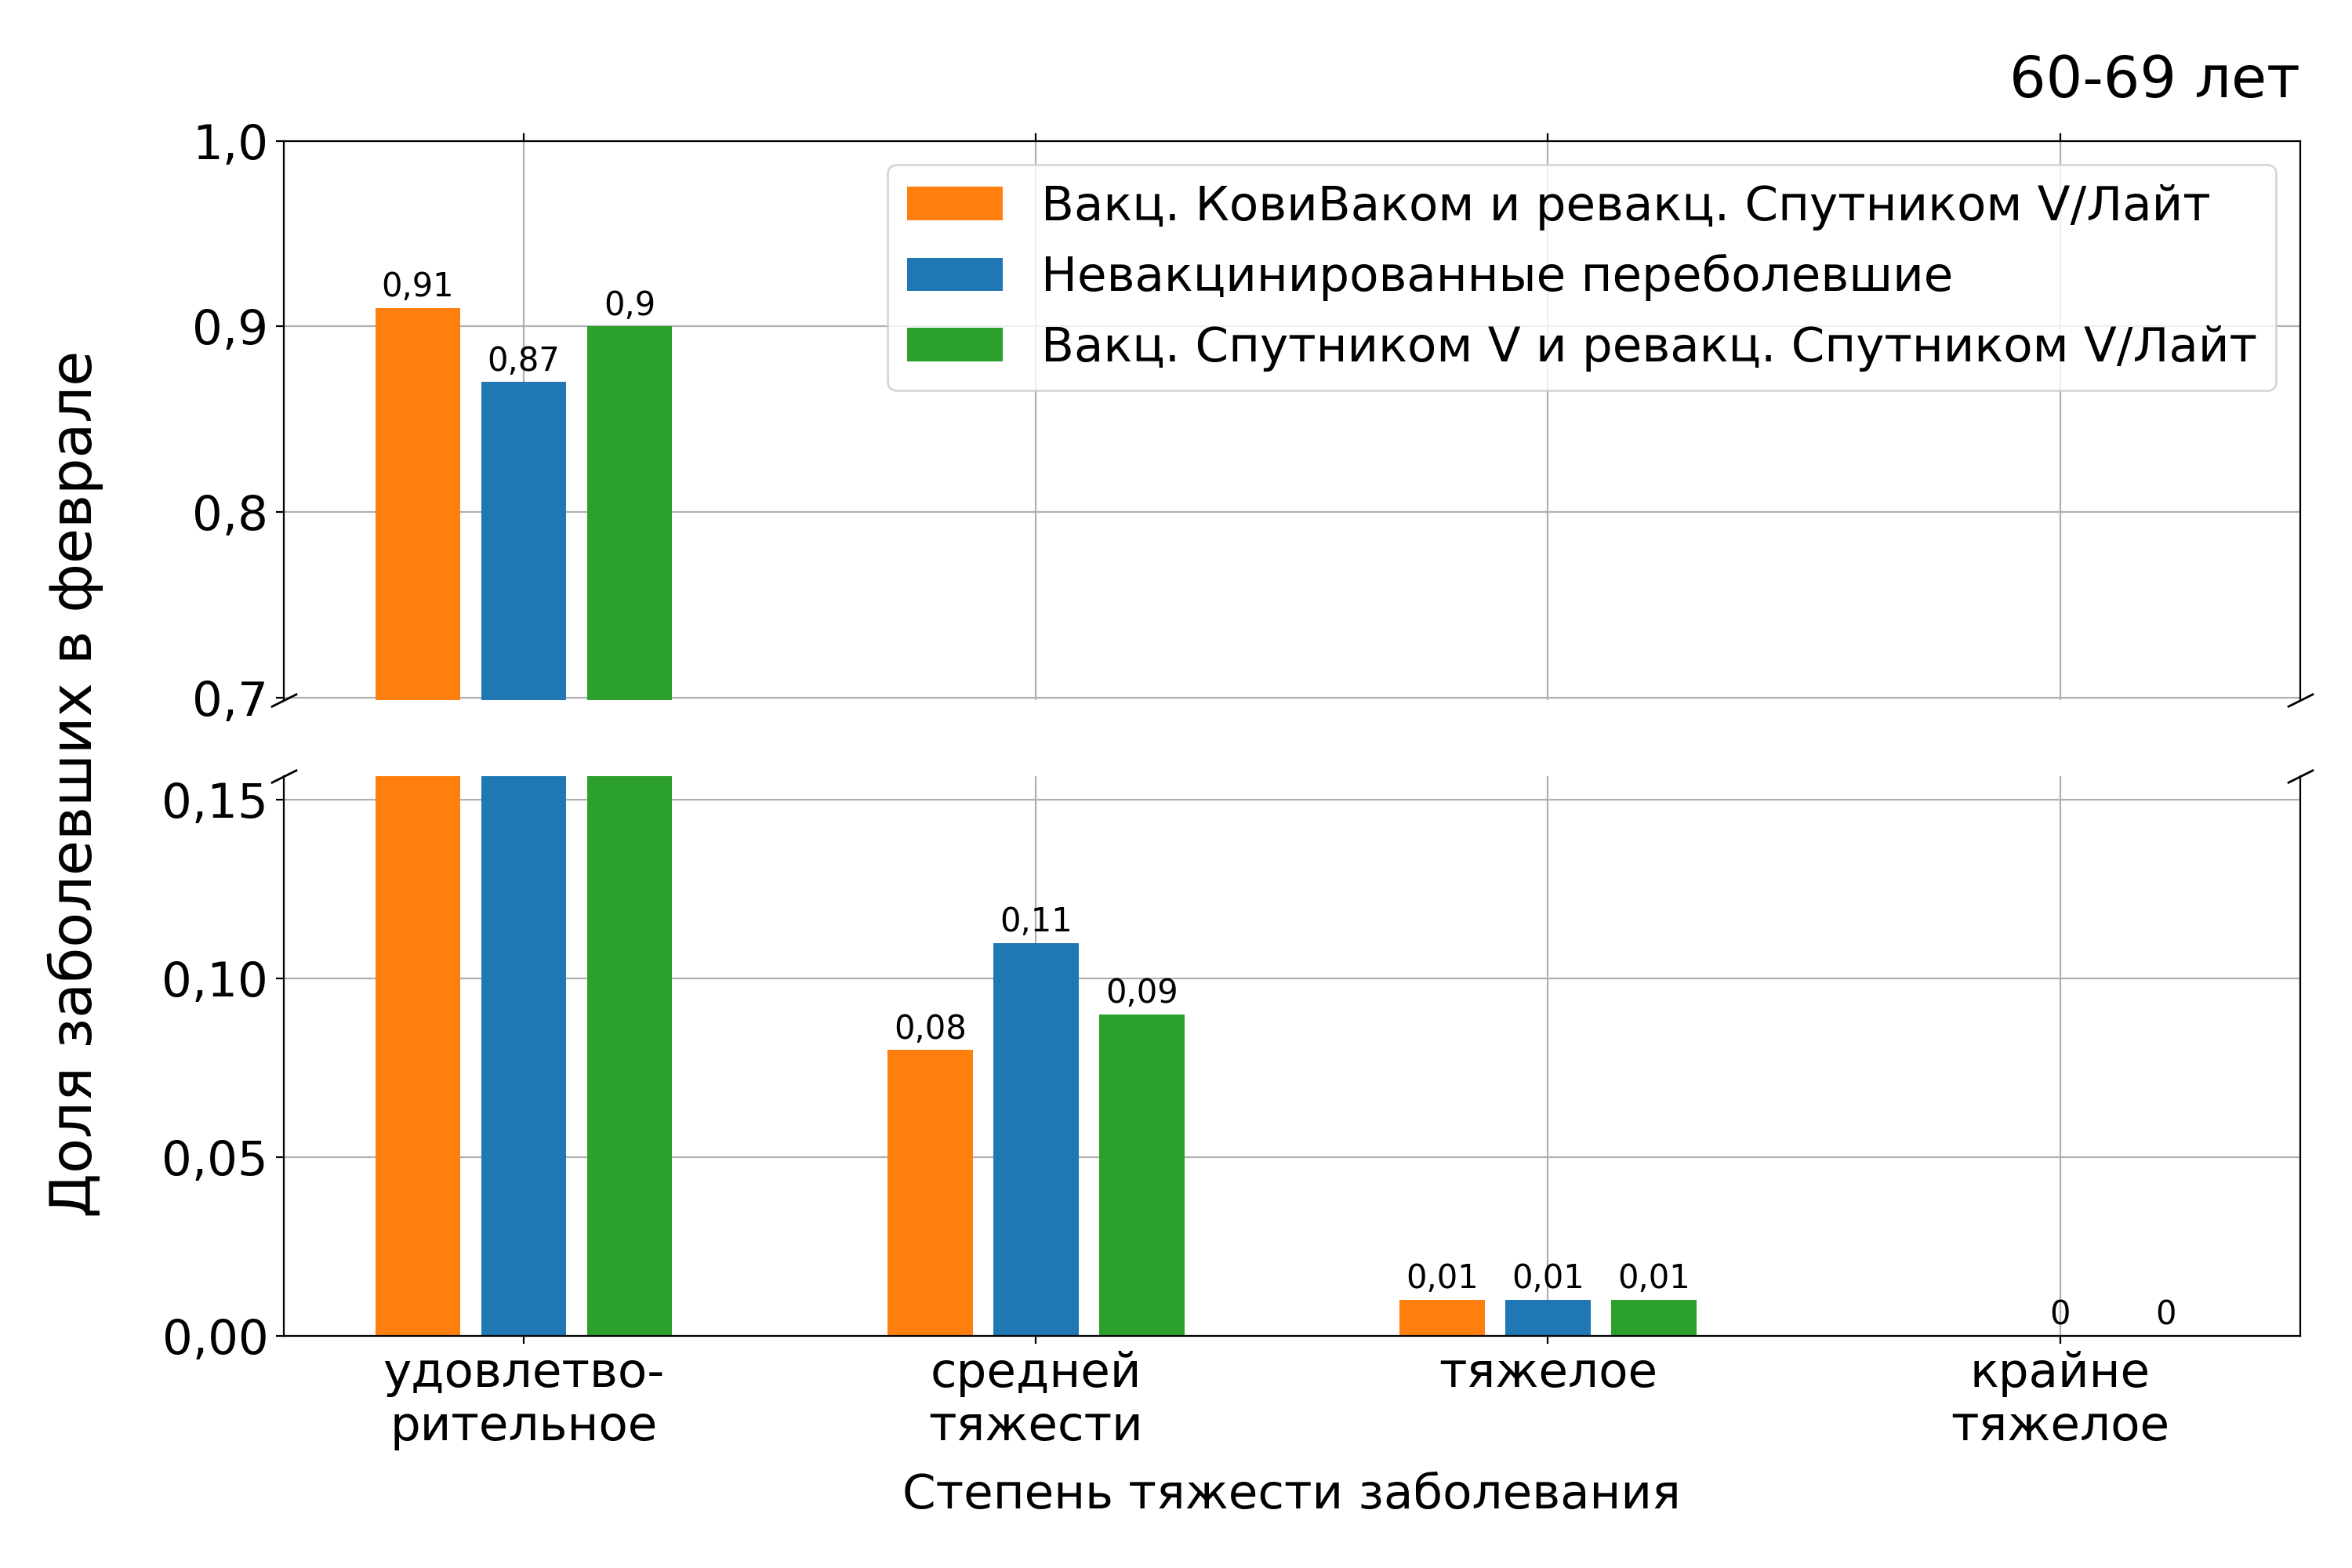 60-69 лет
Доля заболевших в феврале
1,0
0,9
0,8
0,7
0,15
0,10
0,05
0,00
Вакц. КовиВаком и ревакц. Спутником V/Лайт
Невакцинированные переболевшие
Вакц. Спутником V и ревакц. Спутником V/Лайт
0,91
0,87
0,9
0,08
0,11
0,09
0,01
0,01
0,01
0
0
удовлетво-
рительное
средней
тяжести
тяжелое
крайне
тяжелое
Степень тяжести заболевания